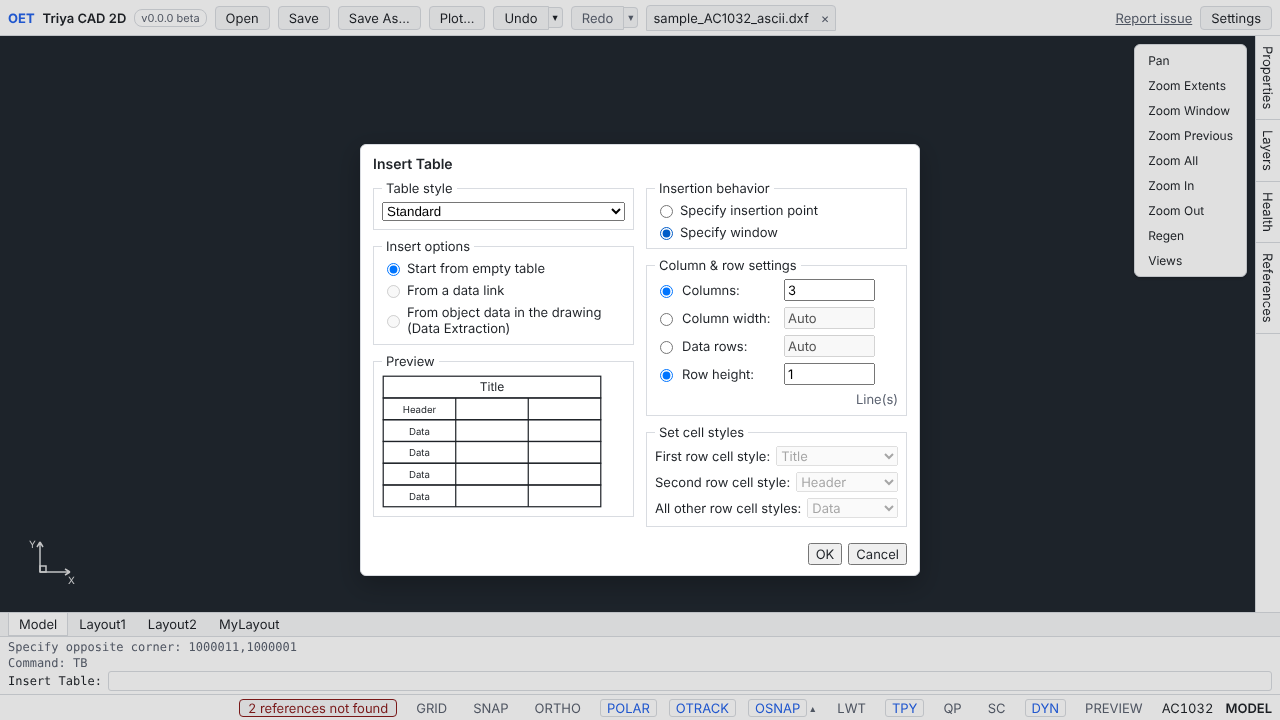 OET Triya CAD 2D v0.0.0 beta Open Save Save As... Plot... Undo ▾ Redo ▾ sample_AC1032_ascii.dxf × Report issue Settings
Pan
Zoom Extents
Zoom Window
Zoom Previous
Zoom All
Zoom In
Zoom Out
Regen
Views
Properties
Layers
Health
References
Insert Table
Table style
Standard
Insert options
Start from empty table
From a data link
From object data in the drawing
(Data Extraction)
Preview
Title
Header
Data
Data
Data
Data
Insertion behavior
Specify insertion point
Specify window
Column & row settings
Columns: 3
Column width: Auto
Data rows: Auto
Row height: 1
Line(s)
Set cell styles
First row cell style: Title
Second row cell style: Header
All other row cell styles: Data
OK Cancel
Y
X
Model Layout1 Layout2 MyLayout
Specify opposite corner: 1000011,1000001
Command: TB
Insert Table:
2 references not found GRID SNAP ORTHO POLAR OTRACK OSNAP ▴ LWT TPY QP SC DYN PREVIEW AC1032 MODEL